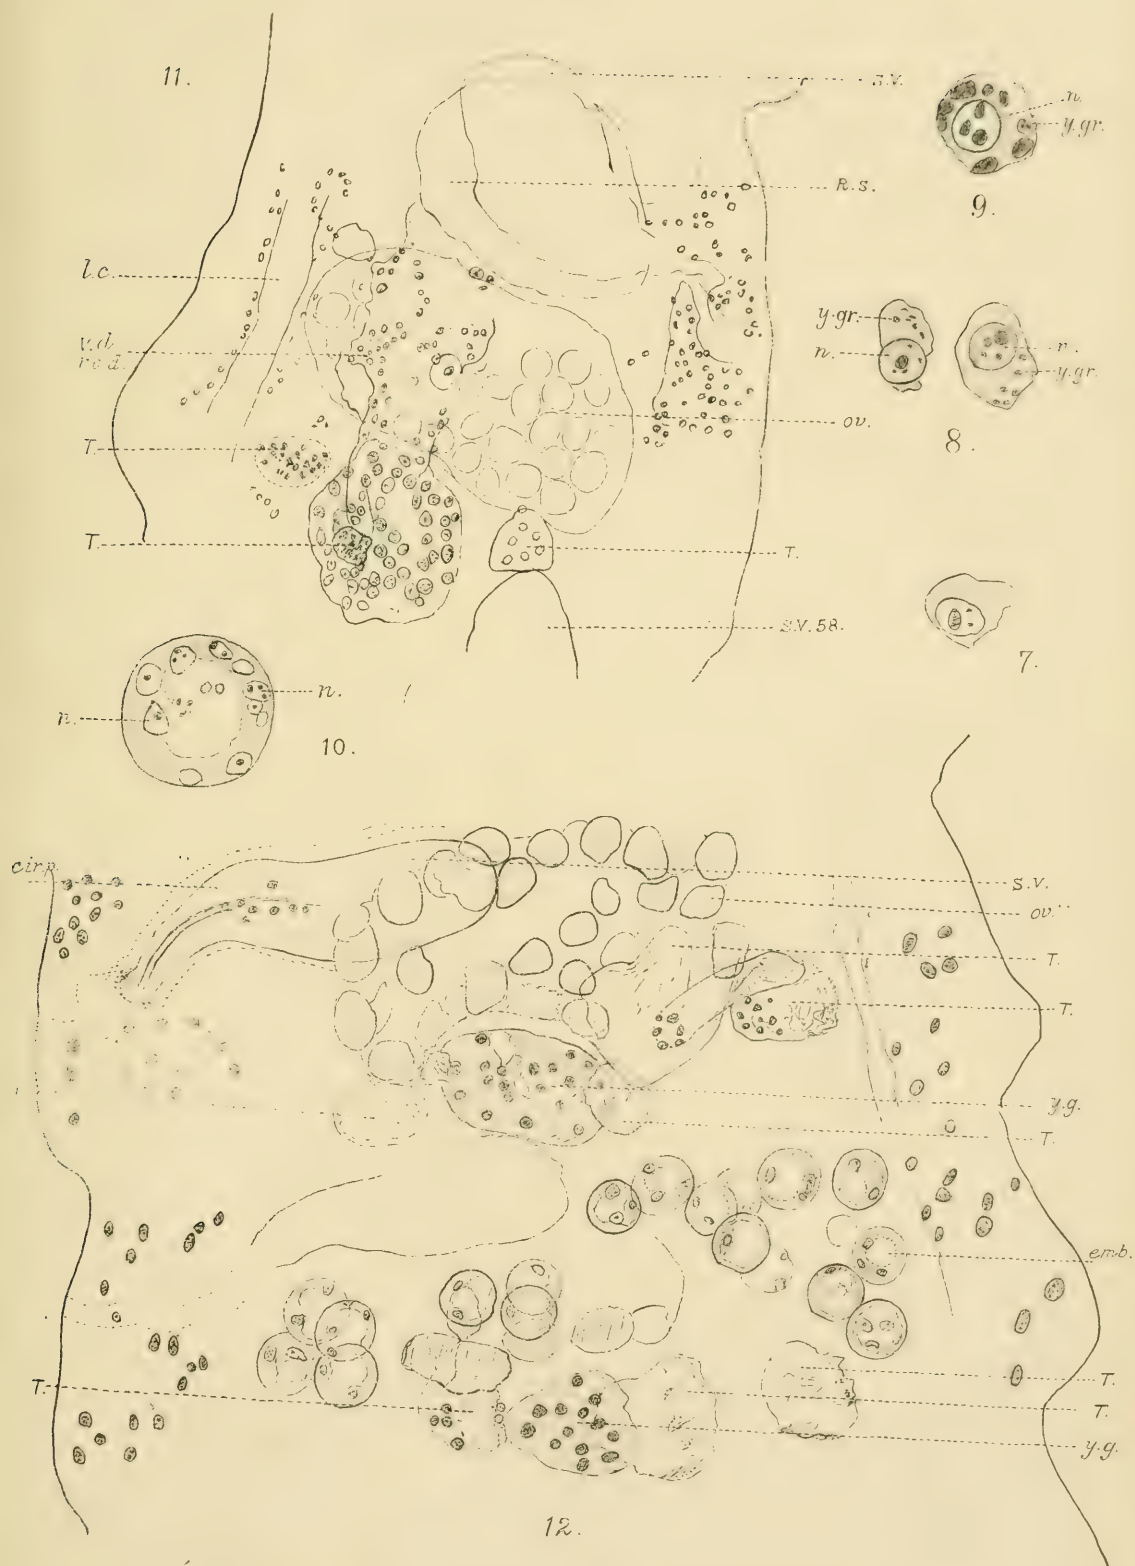 11.
S.V.
n.
y.gr.
R.S.
9.
l.c.
y.gr.
n.
n.
y.gr.
v.d.
ov.
8.
T.
T.
T.
S.V. 58.
7.
n.
n.
10.
cir.p.
S.V.
ov.
T.
T.
y.g.
T.
emb.
T.
T.
T.
y.g.
12.